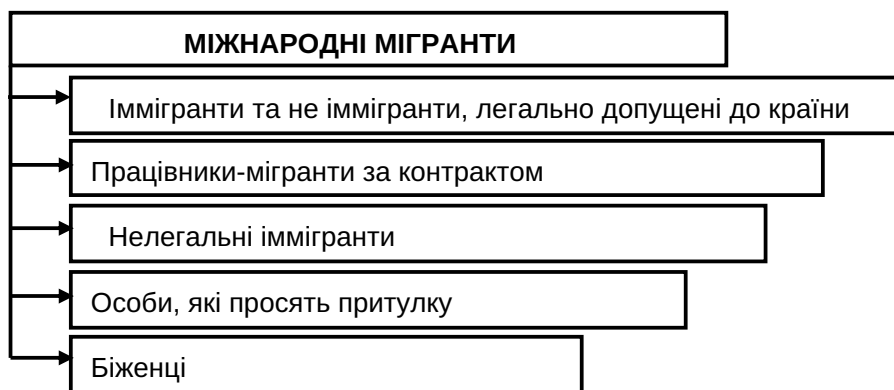 МІЖНАРОДНІ МІГРАНТИ
Іммігранти та не іммігранти, легально допущені до країни
Працівники-мігранти за контрактом
Нелегальні іммігранти
Особи, які просять притулку
Біженці